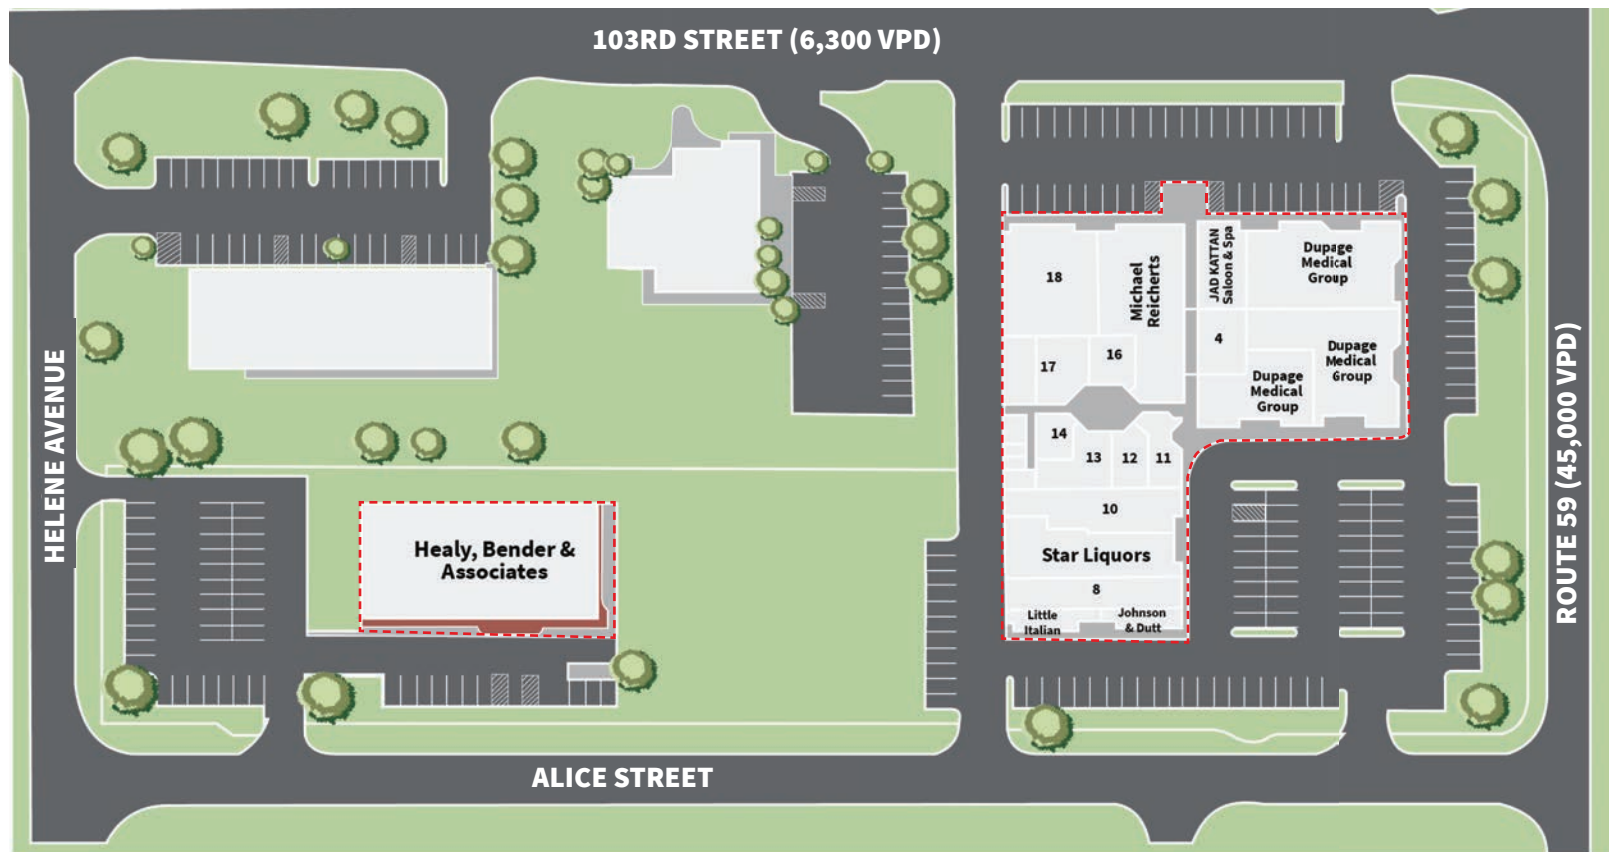 103RD STREET (6,300 VPD)
HELENE AVENUE
ROUTE 59 (45,000 VPD)
ALICE STREET
Healy, Bender &
Associates
18
Michael
Reicherts
JAD KATTAN
Saloon & Spa
Dupage
Medical
Group
17
16
4
Dupage
Medical
Group
Dupage
Medical
Group
14
13
12
11
10
Star Liquors
8
Little
Italian
Johnson
& Dutt